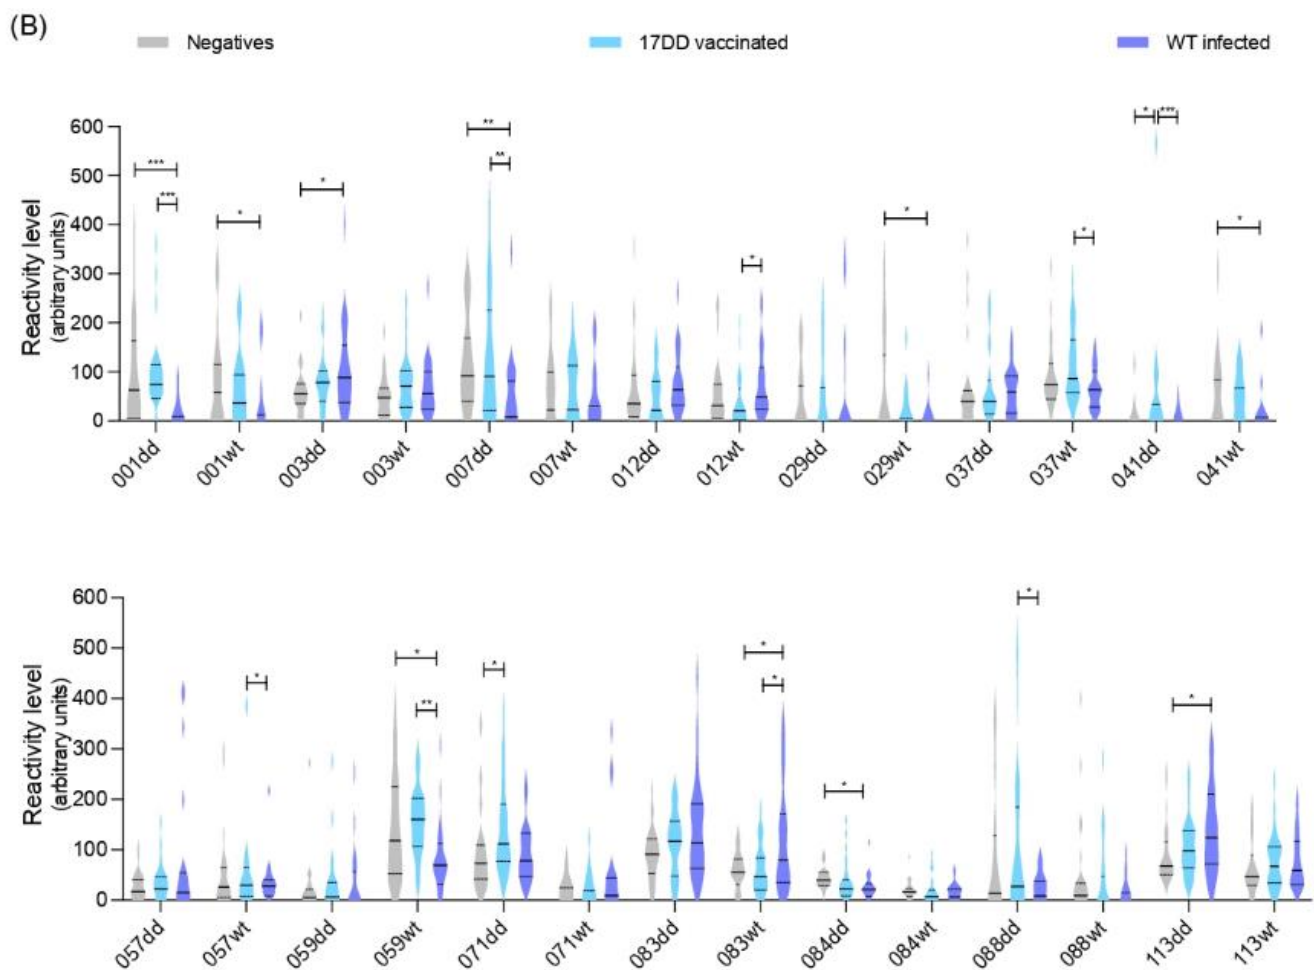 (B)
Negatives 17DD vaccinated WT infected
*** *** * * ** ** * * * * *** *
Reactivity level
(arbitrary units)
600
500
400
300
200
100
0
001dd 001wt 003dd 003wt 007dd 007wt 012dd 012wt 029dd 029wt 037dd 037wt 041dd 041wt
* * ** * * * * * *
Reactivity level
(arbitrary units)
600
500
400
300
200
100
0
057dd 057wt 059dd 059wt 071dd 071wt 083dd 083wt 084dd 084wt 088dd 088wt 113dd 113wt